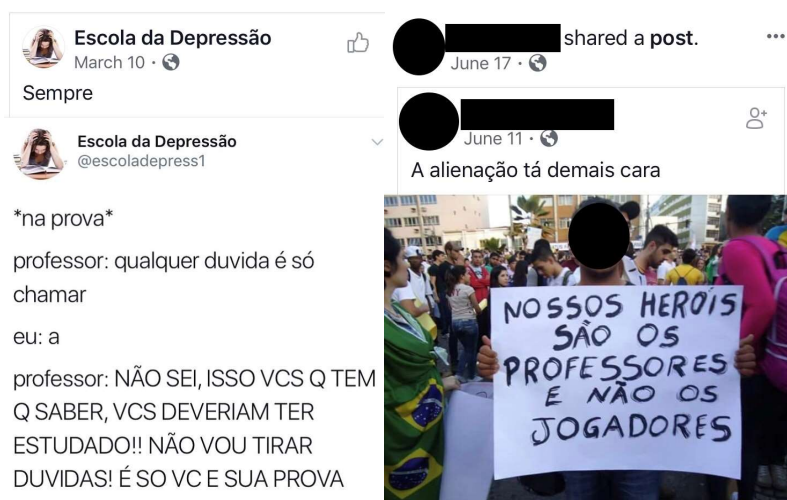 Escola da Depressão
March 10 ·
Sempre
Escola da Depressão
@escoladepress1
*na prova*
professor: qualquer duvida é só
chamar
eu: a
professor: NÃO SEI, ISSO VCS Q TEM
Q SABER, VCS DEVERIAM TER
ESTUDADO!! NÃO VOU TIRAR
DUVIDAS! É SO VC E SUA PROVA
shared a post.
June 17 ·
June 11 ·
A alienação tá demais cara
NOSSOS HEROIS
SÃO OS
PROFESSORES
E NÃO OS
JOGADORES